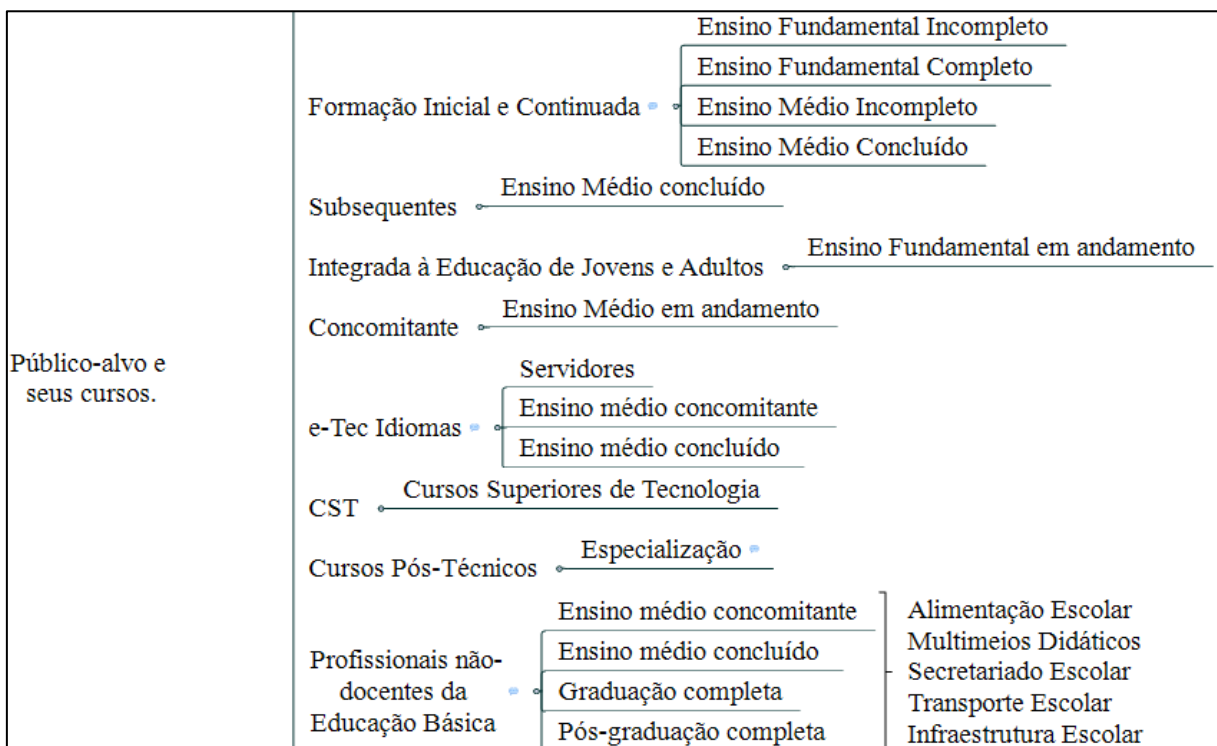 Público-alvo e
seus cursos.
Formação Inicial e Continuada
Ensino Fundamental Incompleto
Ensino Fundamental Completo
Ensino Médio Incompleto
Ensino Médio Concluído
Subsequentes
Ensino Médio concluído
Integrada à Educação de Jovens e Adultos
Ensino Fundamental em andamento
Concomitante
Ensino Médio em andamento
e-Tec Idiomas
Servidores
Ensino médio concomitante
Ensino médio concluído
CST
Cursos Superiores de Tecnologia
Cursos Pós-Técnicos
Especialização
Profissionais não-
docentes da
Educação Básica
Ensino médio concomitante
Ensino médio concluído
Graduação completa
Pós-graduação completa
Alimentação Escolar
Multimeios Didáticos
Secretariado Escolar
Transporte Escolar
Infraestrutura Escolar